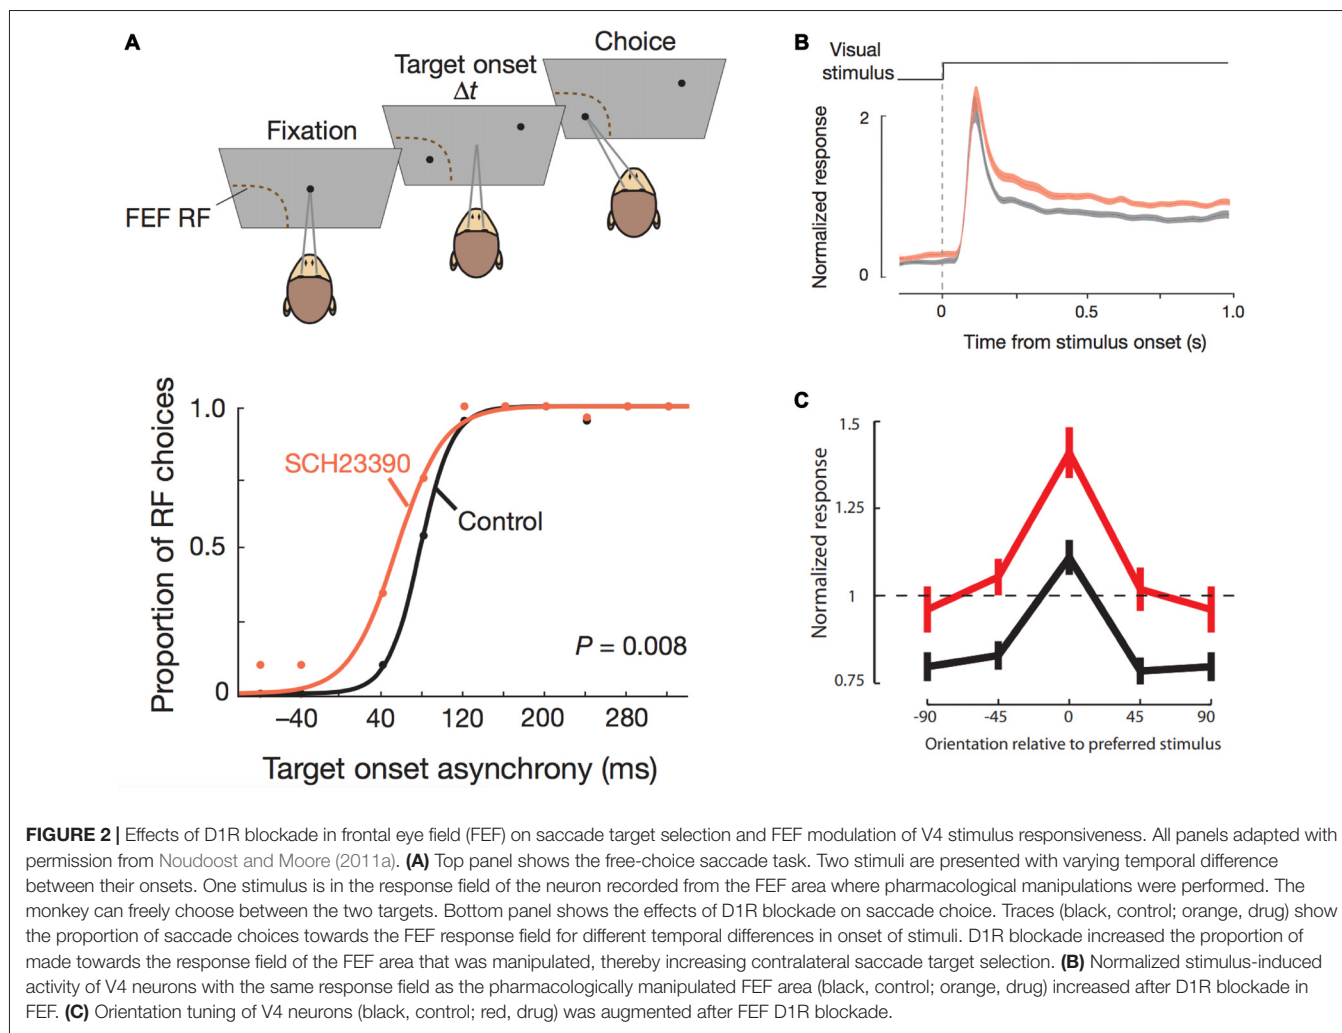 A
Fixation
Target onset
Δt
Choice
FEF RF
Proportion of RF choices
1.0
0.5
0
SCH23390
Control
P = 0.008
−40 40 120 200 280
Target onset asynchrony (ms)
B
Visual
stimulus
Normalized response
2
1
0
0 0.5 1.0
Time from stimulus onset (s)
C
Normalized response
1.5
1.25
1
0.75
-90 -45 0 45 90
Orientation relative to preferred stimulus
FIGURE 2 | Effects of D1R blockade in frontal eye field (FEF) on saccade target selection and FEF modulation of V4 stimulus responsiveness. All panels adapted with
permission from Noudoost and Moore (2011a). (A) Top panel shows the free-choice saccade task. Two stimuli are presented with varying temporal difference
between their onsets. One stimulus is in the response field of the neuron recorded from the FEF area where pharmacological manipulations were performed. The
monkey can freely choose between the two targets. Bottom panel shows the effects of D1R blockade on saccade choice. Traces (black, control; orange, drug) show
the proportion of saccade choices towards the FEF response field for different temporal differences in onset of stimuli. D1R blockade increased the proportion of
made towards the response field of the FEF area that was manipulated, thereby increasing contralateral saccade target selection. (B) Normalized stimulus-induced
activity of V4 neurons with the same response field as the pharmacologically manipulated FEF area (black, control; orange, drug) increased after D1R blockade in
FEF. (C) Orientation tuning of V4 neurons (black, control; red, drug) was augmented after FEF D1R blockade.